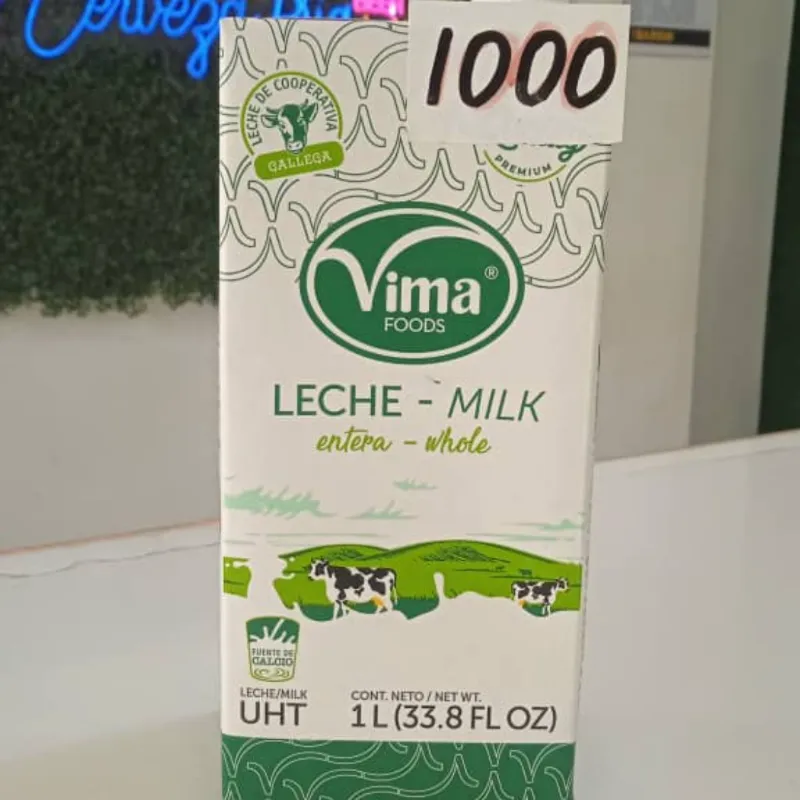 Cerveza
1000
LECHE DE COOPERATIVA
GALLEGA
PREMIUM
Vima®
FOODS
LECHE - MILK
entera - whole
FUENTE DE
CALCIO
LECHE/MILK
UHT
CONT. NETO / NET WT.
1 L (33.8 FL OZ)